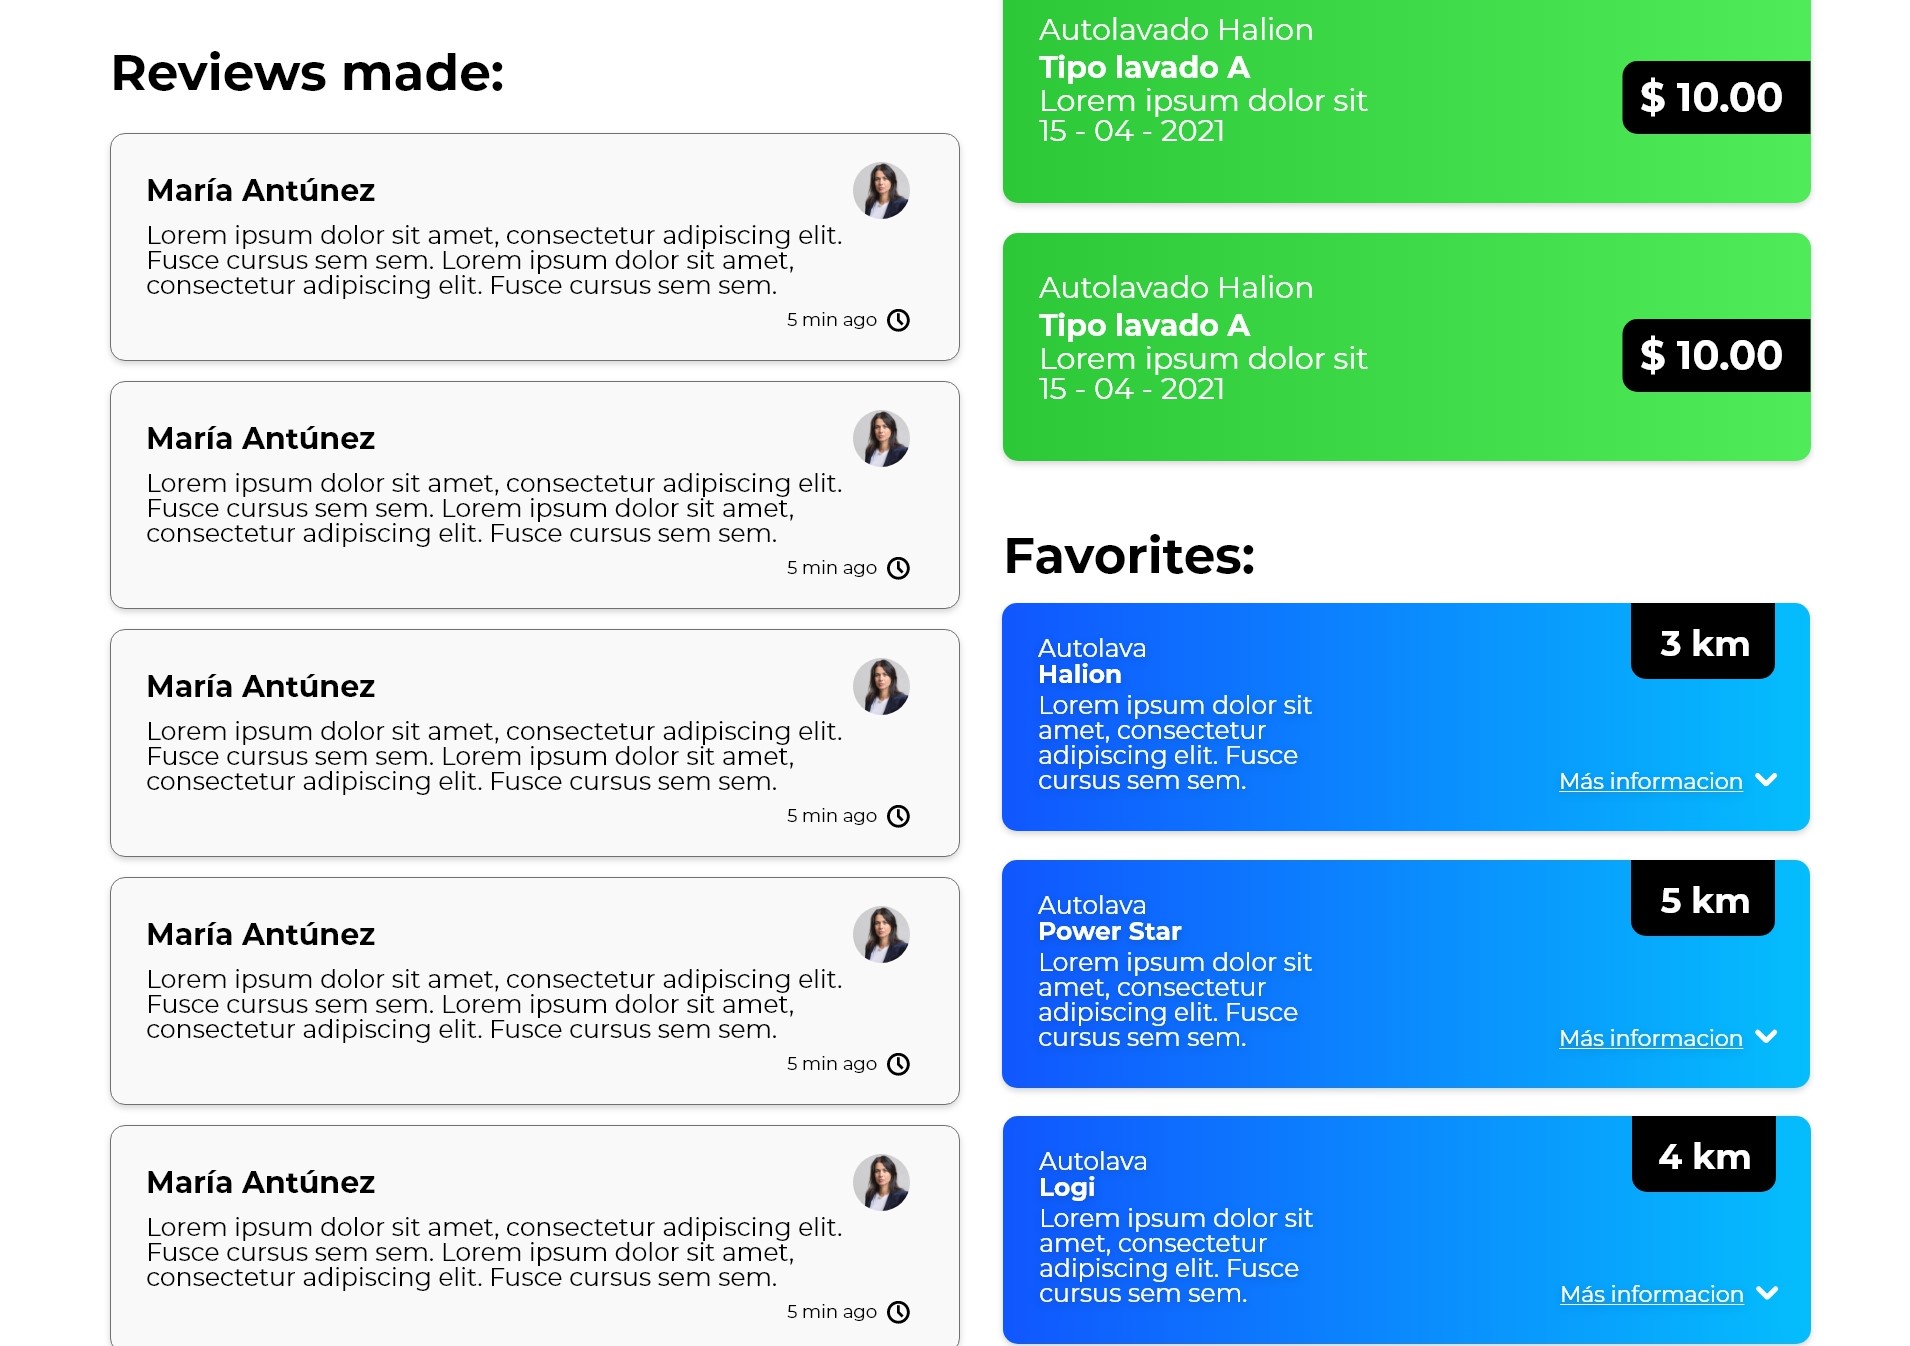 Reviews made:
María Antúnez
Lorem ipsum dolor sit amet, consectetur adipiscing elit.
Fusce cursus sem sem. Lorem ipsum dolor sit amet,
consectetur adipiscing elit. Fusce cursus sem sem.
5 min ago
María Antúnez
Lorem ipsum dolor sit amet, consectetur adipiscing elit.
Fusce cursus sem sem. Lorem ipsum dolor sit amet,
consectetur adipiscing elit. Fusce cursus sem sem.
5 min ago
María Antúnez
Lorem ipsum dolor sit amet, consectetur adipiscing elit.
Fusce cursus sem sem. Lorem ipsum dolor sit amet,
consectetur adipiscing elit. Fusce cursus sem sem.
5 min ago
María Antúnez
Lorem ipsum dolor sit amet, consectetur adipiscing elit.
Fusce cursus sem sem. Lorem ipsum dolor sit amet,
consectetur adipiscing elit. Fusce cursus sem sem.
5 min ago
María Antúnez
Lorem ipsum dolor sit amet, consectetur adipiscing elit.
Fusce cursus sem sem. Lorem ipsum dolor sit amet,
consectetur adipiscing elit. Fusce cursus sem sem.
5 min ago
Autolavado Halion
Tipo lavado A
Lorem ipsum dolor sit
15 - 04 - 2021
$ 10.00
Autolavado Halion
Tipo lavado A
Lorem ipsum dolor sit
15 - 04 - 2021
$ 10.00
Favorites:
Autolava
Halion
Lorem ipsum dolor sit
amet, consectetur
adipiscing elit. Fusce
cursus sem sem.
3 km
Más informacion
Autolava
Power Star
Lorem ipsum dolor sit
amet, consectetur
adipiscing elit. Fusce
cursus sem sem.
5 km
Más informacion
Autolava
Logi
Lorem ipsum dolor sit
amet, consectetur
adipiscing elit. Fusce
cursus sem sem.
4 km
Más informacion